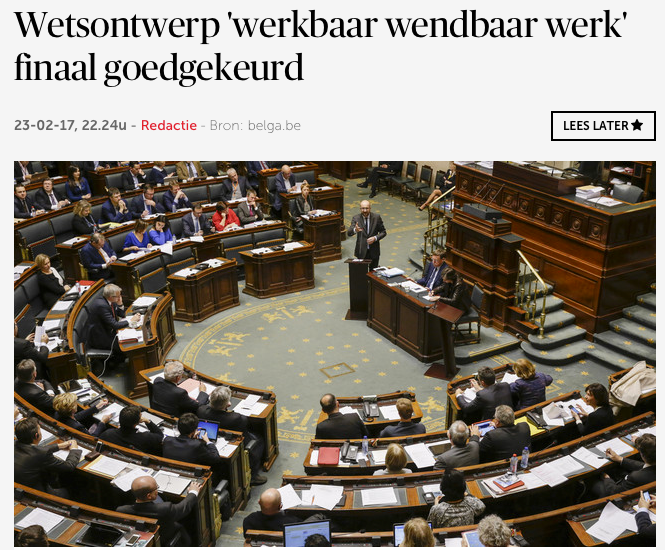 Wetsontwerp 'werkbaar wendbaar werk'
finaal goedgekeurd
23-02-17, 22.24u - Redactie - Bron: belga.be
LEES LATER